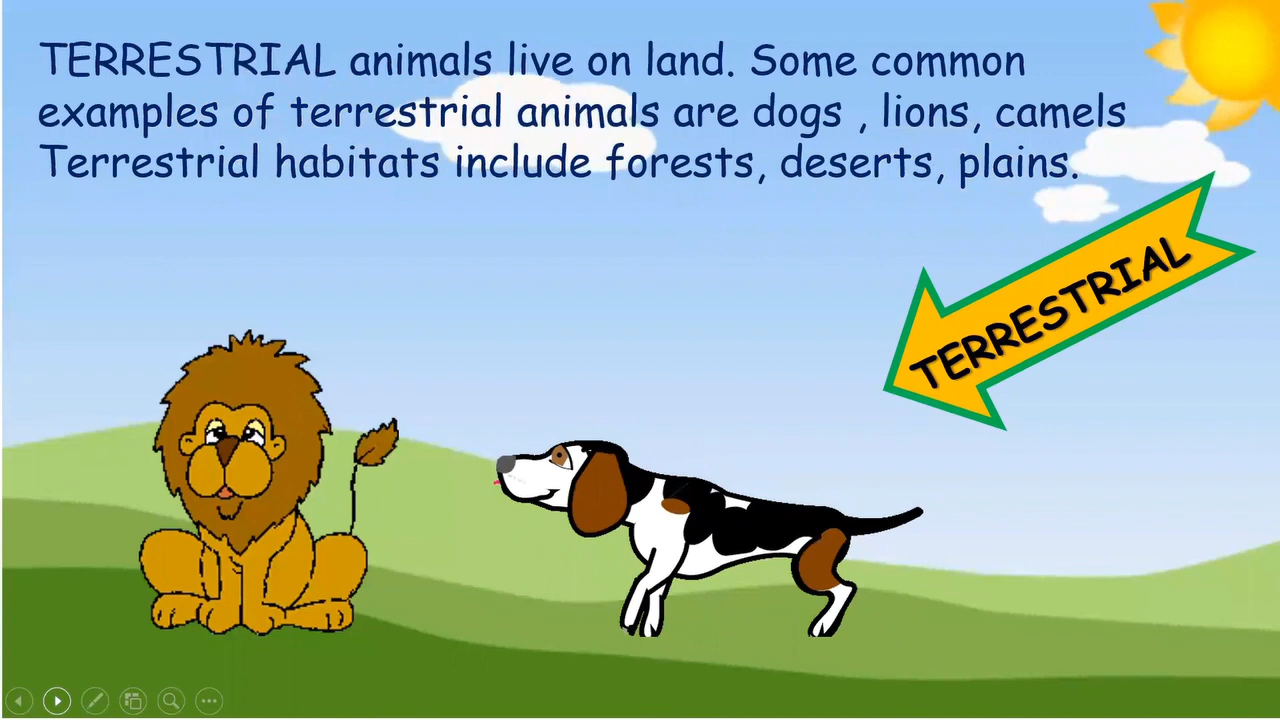 TERRESTRIAL animals live on land. Some common
examples of terrestrial animals are dogs , lions, camels
Terrestrial habitats include forests, deserts, plains.
TERRESTRIAL